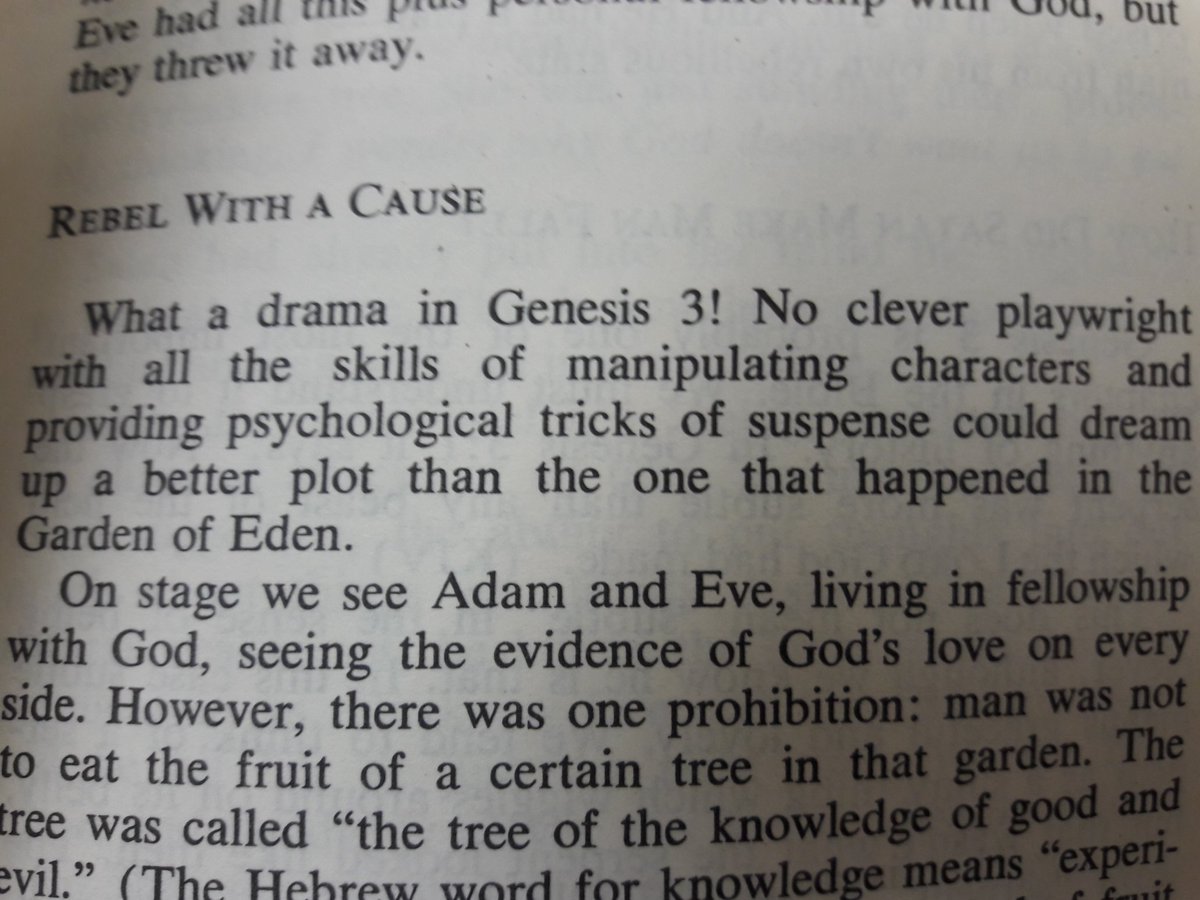 Eve had all this plus personal fellowship with God, but
they threw it away.
REBEL WITH A CAUSE
What a drama in Genesis 3! No clever playwright
with all the skills of manipulating characters and
providing psychological tricks of suspense could dream
up a better plot than the one that happened in the
Garden of Eden.
On stage we see Adam and Eve, living in fellowship
with God, seeing the evidence of God's love on every
side. However, there was one prohibition: man was not
to eat the fruit of a certain tree in that garden. The
tree was called “the tree of the knowledge of good and
evil.” (The Hebrew word for knowledge means “experi-
of fruit